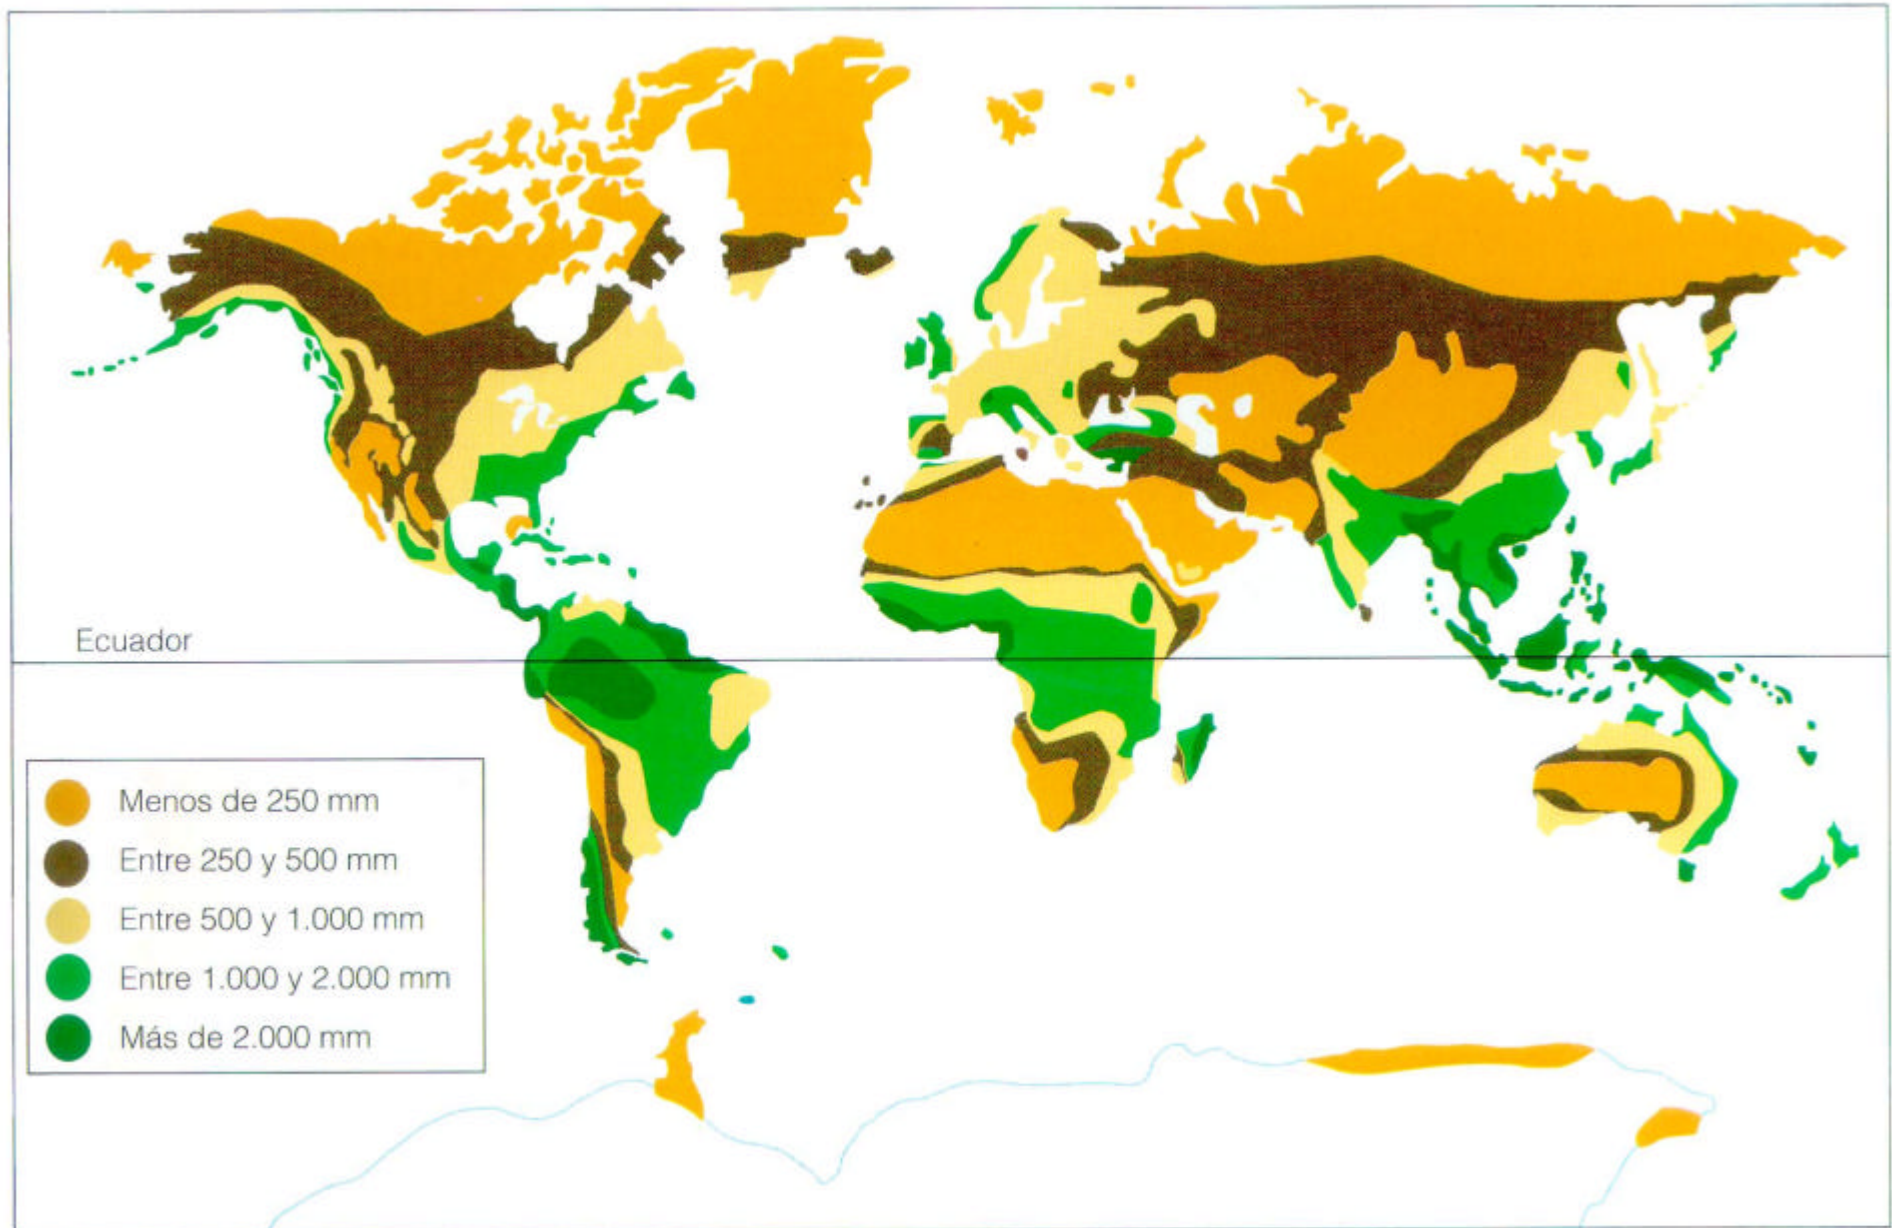 Ecuador
Menos de 250 mm
Entre 250 y 500 mm
Entre 500 y 1.000 mm
Entre 1.000 y 2.000 mm
Más de 2.000 mm